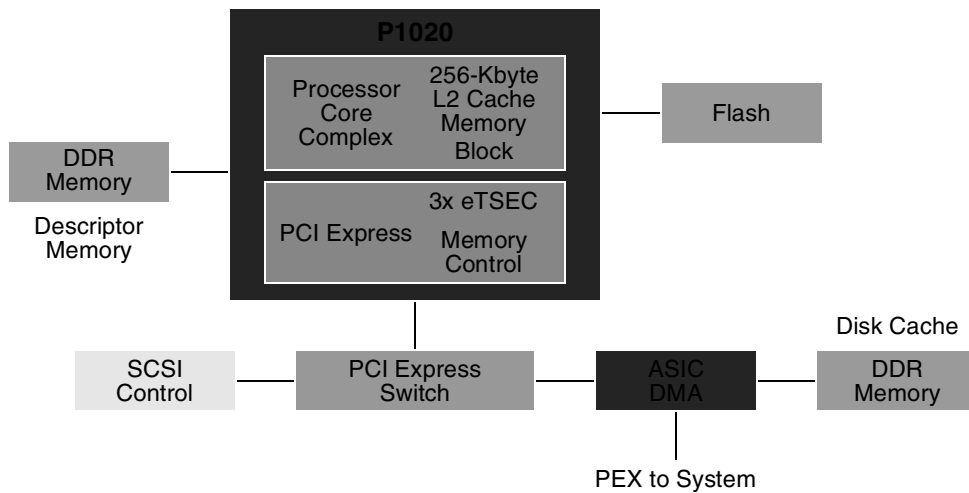 P1020
Processor
Core
Complex
256-Kbyte
L2 Cache
Memory
Block
Flash
DDR
Memory
Descriptor
Memory
PCI Express
3x eTSEC
Memory
Control
Disk Cache
SCSI
Control
PCI Express
Switch
ASIC
DMA
DDR
Memory
PEX to System